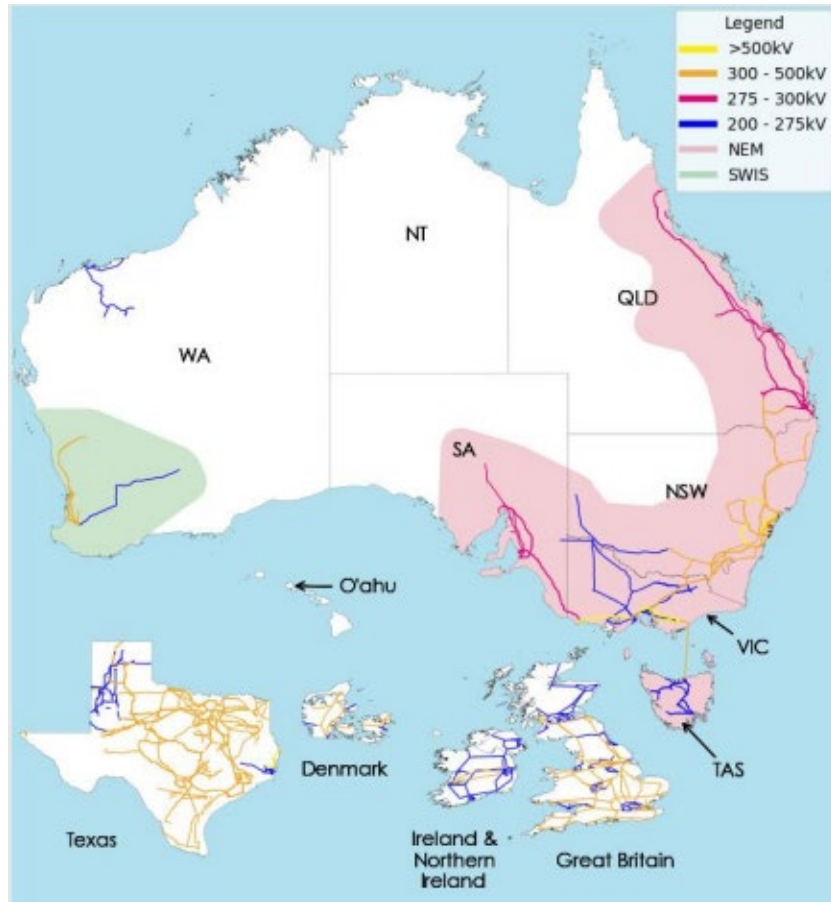 Legend
>500kV
300 - 500kV
275 - 300kV
200 - 275kV
NEM
SWIS
NT
QLD
WA
SA
NSW
O'ahu
VIC
TAS
Denmark
Texas
Ireland &
Northern
Ireland
Great Britain